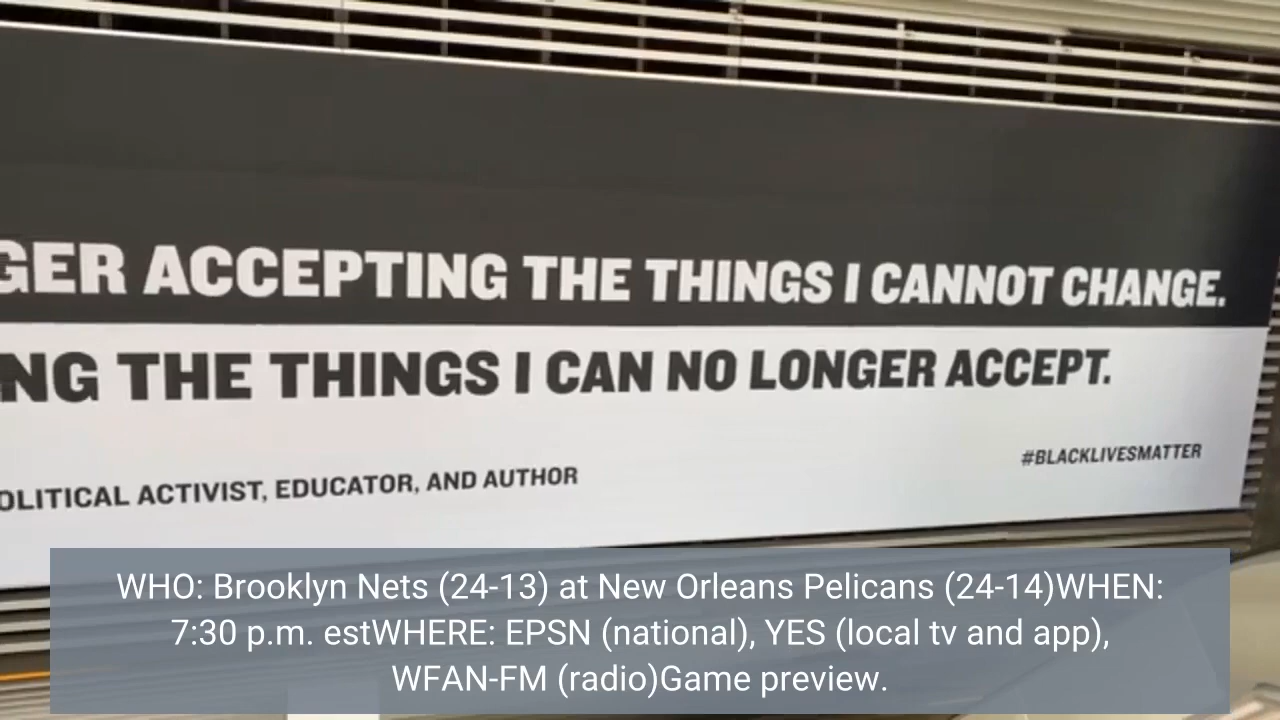 GER ACCEPTING THE THINGS I CANNOT CHANGE.
NG THE THINGS I CAN NO LONGER ACCEPT.
#BLACKLIVESMATTER
OLITICAL ACTIVIST, EDUCATOR, AND AUTHOR
WHO: Brooklyn Nets (24-13) at New Orleans Pelicans (24-14)WHEN:
7:30 p.m. estWHERE: EPSN (national), YES (local tv and app),
WFAN-FM (radio)Game preview.